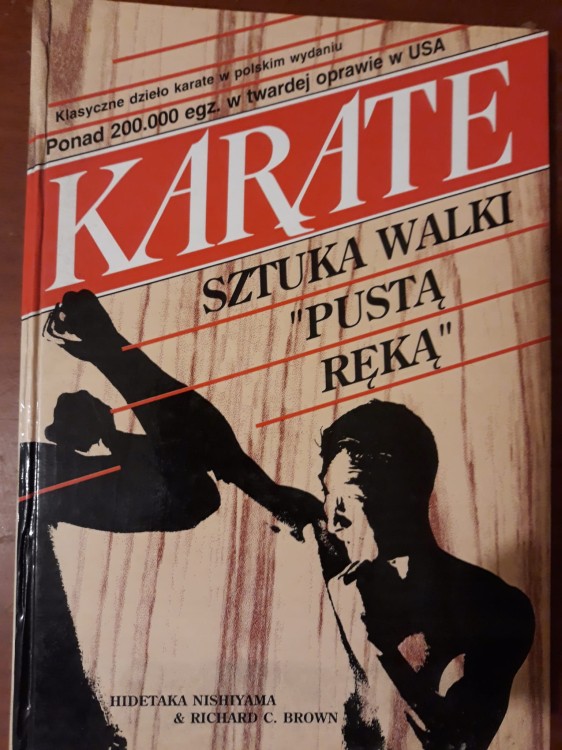 Klasyczne dzieło karate w polskim wydaniu
Ponad 200.000 egz. w twardej oprawie w USA
KARATE
SZTUKA WALKI
"PUSTĄ
RĘKĄ"
HIDETAKA NISHIYAMA
& RICHARD C. BROWN